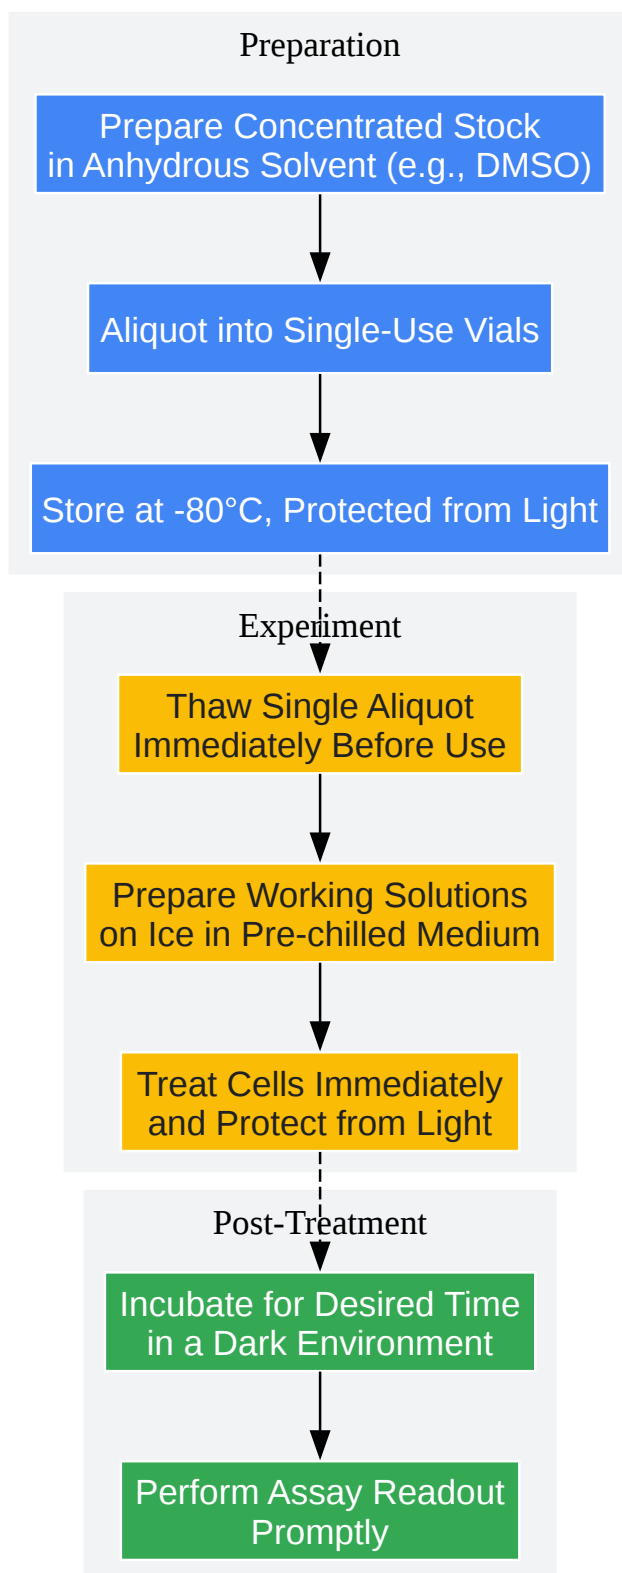 Preparation
Prepare Concentrated Stock
in Anhydrous Solvent (e.g., DMSO)
Aliquot into Single-Use Vials
Store at -80°C, Protected from Light
Experiment
Thaw Single Aliquot
Immediately Before Use
Prepare Working Solutions
on Ice in Pre-chilled Medium
Treat Cells Immediately
and Protect from Light
Post-Treatment
Incubate for Desired Time
in a Dark Environment
Perform Assay Readout
Promptly